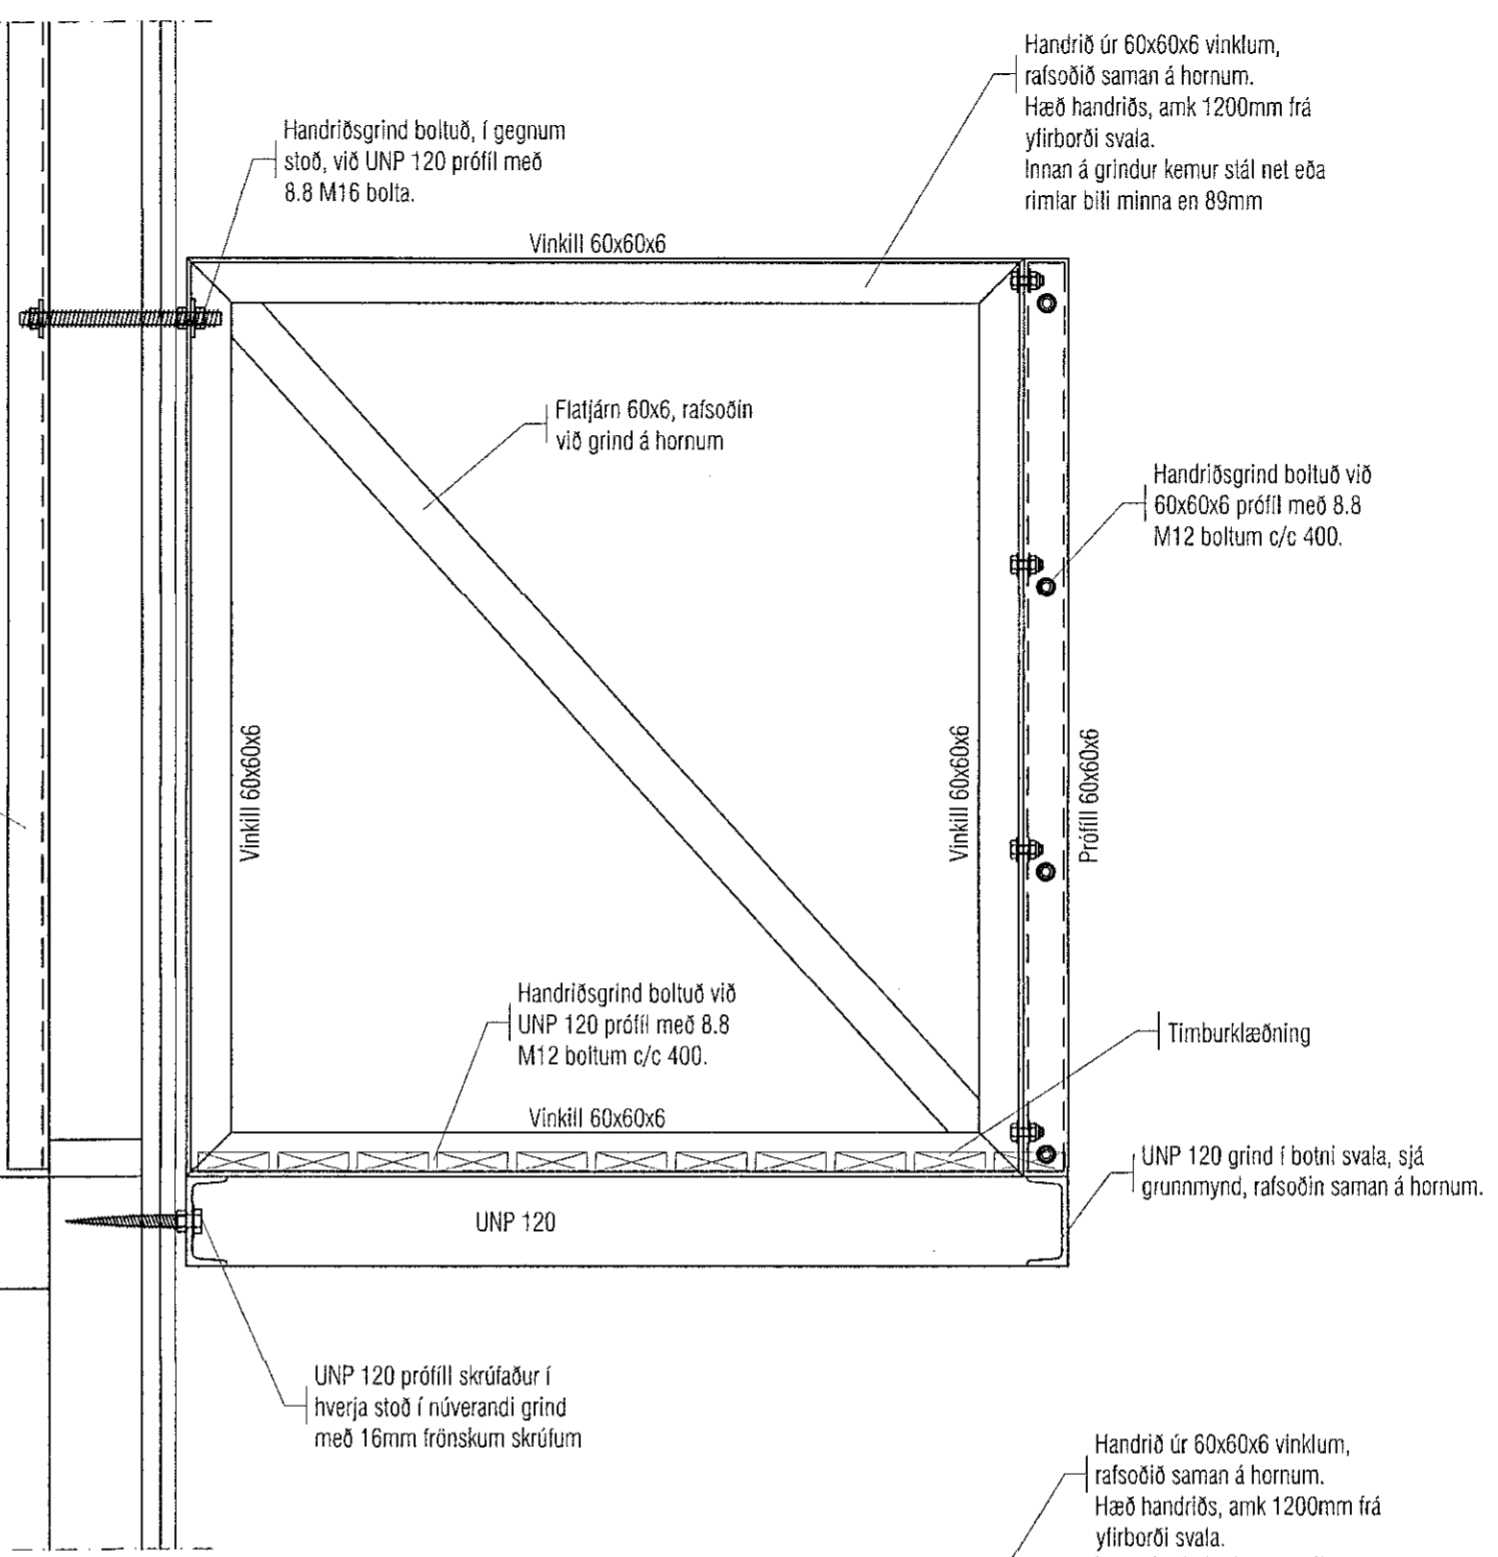 Handrið úr 60x60x6 vinklum,
rafsoðið saman á hornum.
Hæð handriðs, amk 1200mm frá
yfirborði svala.
Innan á grindur kemur stál net eða
rimlar bili minna en 89mm
Handriðsgrind boltuð, í gegnum
stoð, við UNP 120 prófíl með
8.8 M16 bolta.
Vinkill 60x60x6
Flatjárn 60x6, rafsoðin
við grind á hornum
Handriðsgrind boltuð við
60x60x6 prófíl með 8.8
M12 boltum c/c 400.
Vinkill 60x60x6
Vinkill 60x60x6
Prófíll 60x60x6
Handriðsgrind boltuð við
UNP 120 prófíl með 8.8
M12 boltum c/c 400.
Timburklæðning
Vinkill 60x60x6
UNP 120 grind í botni svala, sjá
grunnmynd, rafsoðin saman á hornum.
UNP 120
UNP 120 prófíll skrúfaður í
hverja stoð í núverandi grind
með 16mm frönskum skrúfum
Handrið úr 60x60x6 vinklum,
rafsoðið saman á hornum.
Hæð handriðs, amk 1200mm frá
yfirborði svala.